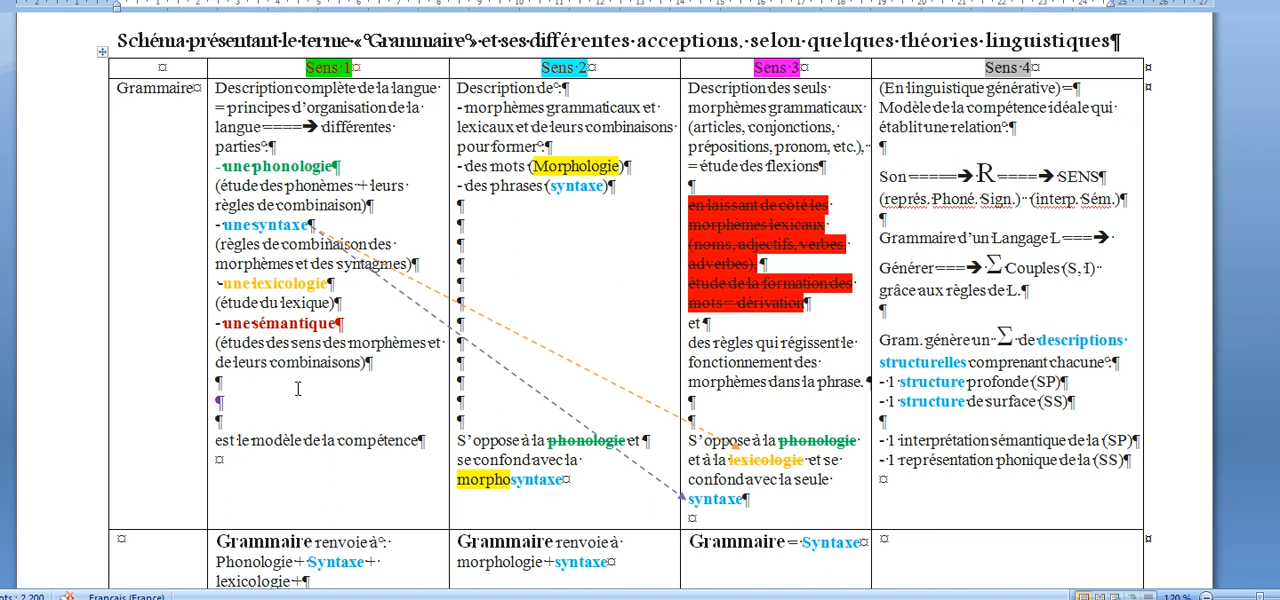 Schéma présentant le terme « Grammaire » et ses différentes acceptions, selon quelques théories linguistiques¶
Sens 1
Sens 2
Sens 3
Sens 4
Grammaire
Description complète de la langue
= principes d'organisation de la
langue ====➔ différentes
parties :¶
- une phonologie¶
(étude des phonèmes + leurs
règles de combinaison)¶
- une syntaxe¶
(règles de combinaison des
morphèmes et des syntagmes)¶
- une lexicologie¶
(étude du lexique)¶
- une sémantique¶
(études des sens des morphèmes et
de leurs combinaisons)¶
¶
¶
¶
est le modèle de la compétence¶
Description de :¶
- morphèmes grammaticaux et
lexicaux et de leurs combinaisons
pour former :¶
- des mots (Morphologie)¶
- des phrases (syntaxe)¶
¶
¶
¶
¶
¶
¶
¶
¶
¶
¶
¶
¶
S'oppose à la phonologie et ¶
se confond avec la
morphosyntaxe
Description des seuls
morphèmes grammaticaux
(articles, conjonctions,
prépositions, pronom, etc.),
= étude des flexions¶
¶
en laissant de côté les
morphèmes lexicaux
(noms, adjectifs, verbes,
adverbes), ¶
étude de la formation des
mots = dérivation¶
et ¶
des règles qui régissent le
fonctionnement des
morphèmes dans la phrase. ¶
¶
¶
S'oppose à la phonologie
et à la lexicologie et se
confond avec la seule
syntaxe¶
(En linguistique générative) =¶
Modèle de la compétence idéale qui
établit une relation :¶
¶
Son =====➔ R ====➔ SENS¶
(représ. Phoné. Sign.) (interp. Sém.)¶
¶
Grammaire d'un Langage L ===➔
Générer===➔ ∑ Couples (S, I)
grâce aux règles de L.¶
¶
Gram. génère un ∑ de descriptions
structurelles comprenant chacune :¶
- 1 structure profonde (SP)¶
- 1 structure de surface (SS)¶
¶
- 1 interprétation sémantique de la (SP)¶
- 1 représentation phonique de la (SS)¶
Grammaire renvoie à :
Phonologie + Syntaxe +
lexicologie +¶
Grammaire renvoie à
morphologie + syntaxe
Grammaire = Syntaxe
: 2 200
Français (France)
120 %